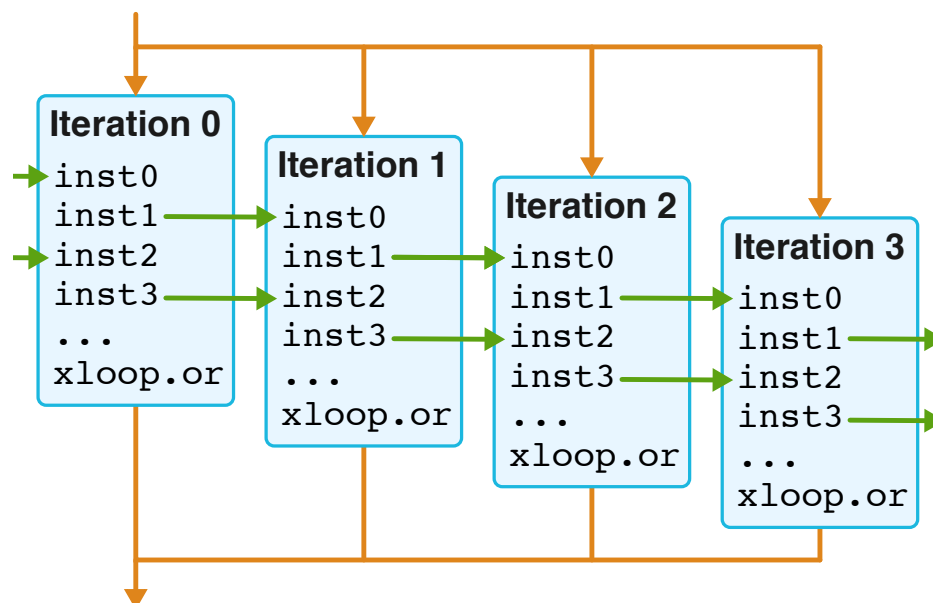 Iteration 0
inst0
inst1
inst2
inst3
...
xloop.or
Iteration 1
inst0
inst1
inst2
inst3
...
xloop.or
Iteration 2
inst0
inst1
inst2
inst3
...
xloop.or
Iteration 3
inst0
inst1
inst2
inst3
...
xloop.or